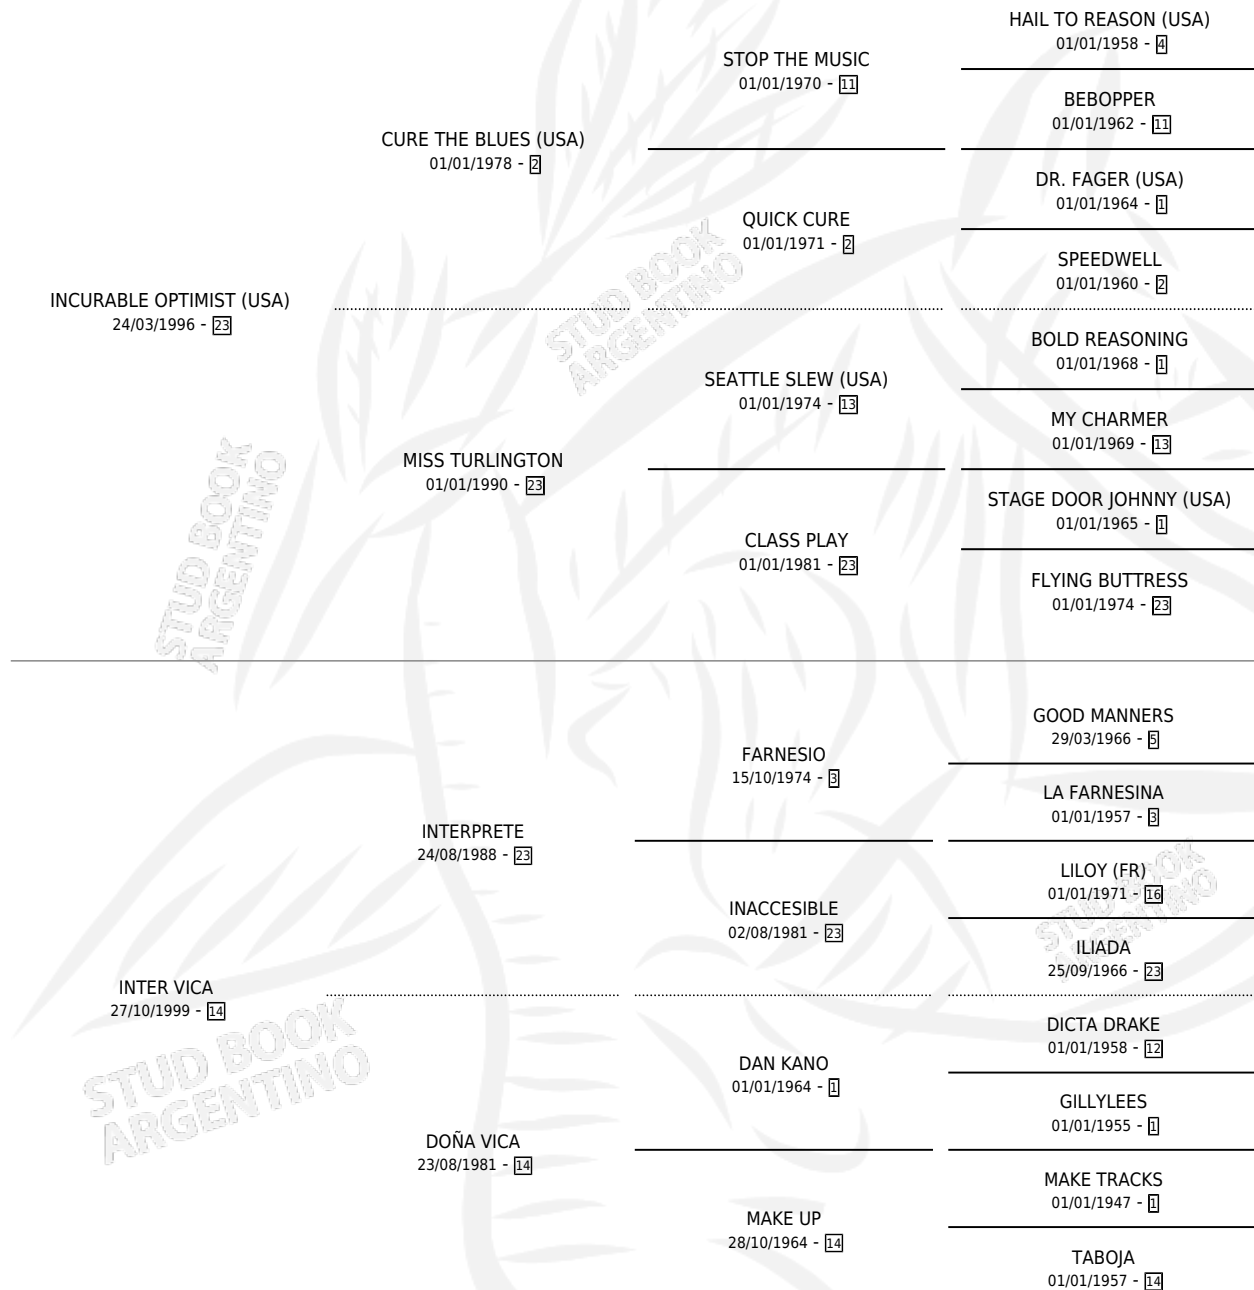 HAIL TO REASON (USA)
01/01/1958 - 4
STOP THE MUSIC
01/01/1970 - 11
BEBOPPER
01/01/1962 - 11
CURE THE BLUES (USA)
01/01/1978 - 2
DR. FAGER (USA)
01/01/1964 - 1
QUICK CURE
01/01/1971 - 2
SPEEDWELL
01/01/1960 - 2
INCURABLE OPTIMIST (USA)
24/03/1996 - 23
STUD BOOK
ARGENTINO
BOLD REASONING
01/01/1968 - 1
SEATTLE SLEW (USA)
01/01/1974 - 13
MY CHARMER
01/01/1969 - 13
MISS TURLINGTON
01/01/1990 - 23
STAGE DOOR JOHNNY (USA)
01/01/1965 - 1
CLASS PLAY
01/01/1981 - 23
FLYING BUTTRESS
01/01/1974 - 23
STUD BOOK
ARGENTINO
GOOD MANNERS
29/03/1966 - 5
FARNESIO
15/10/1974 - 3
LA FARNESINA
01/01/1957 - 3
INTERPRETE
24/08/1988 - 23
LILOY (FR)
01/01/1971 - 16
INACCESIBLE
02/08/1981 - 23
STUD BOOK
ARGENTINO
ILIADA
25/09/1966 - 23
INTER VICA
27/10/1999 - 14
DICTA DRAKE
01/01/1958 - 12
DAN KANO
01/01/1964 - 1
STUD BOOK
ARGENTINO
GILLYLEES
01/01/1955 - 1
DOÑA VICA
23/08/1981 - 14
MAKE TRACKS
01/01/1947 - 1
MAKE UP
28/10/1964 - 14
TABOJA
01/01/1957 - 14